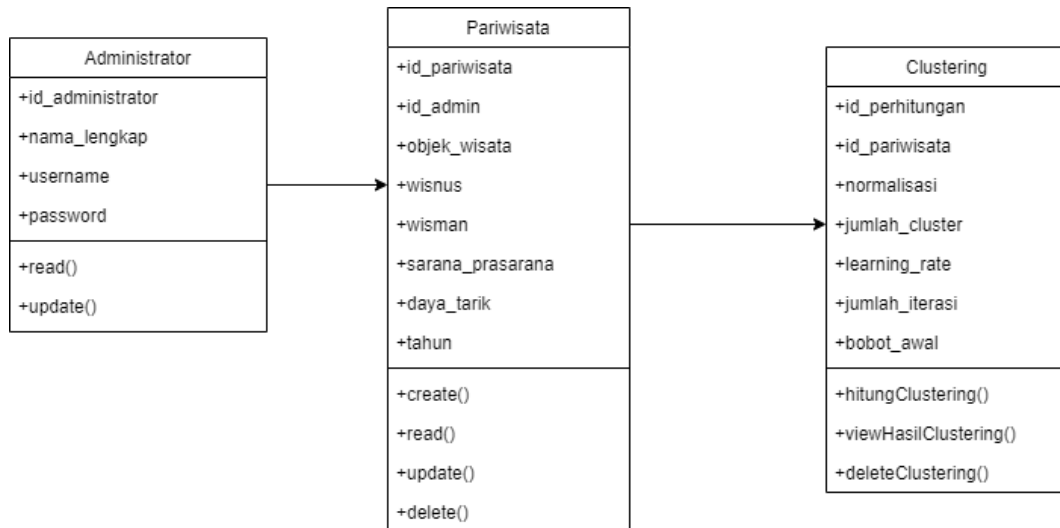 Administrator
+id_administrator
+nama_lengkap
+username
+password
+read()
+update()
Pariwisata
+id_pariwisata
+id_admin
+objek_wisata
+wisnus
+wisman
+sarana_prasarana
+daya_tarik
+tahun
+create()
+read()
+update()
+delete()
Clustering
+id_perhitungan
+id_pariwisata
+normalisasi
+jumlah_cluster
+learning_rate
+jumlah_iterasi
+bobot_awal
+hitungClustering()
+viewHasilClustering()
+deleteClustering()